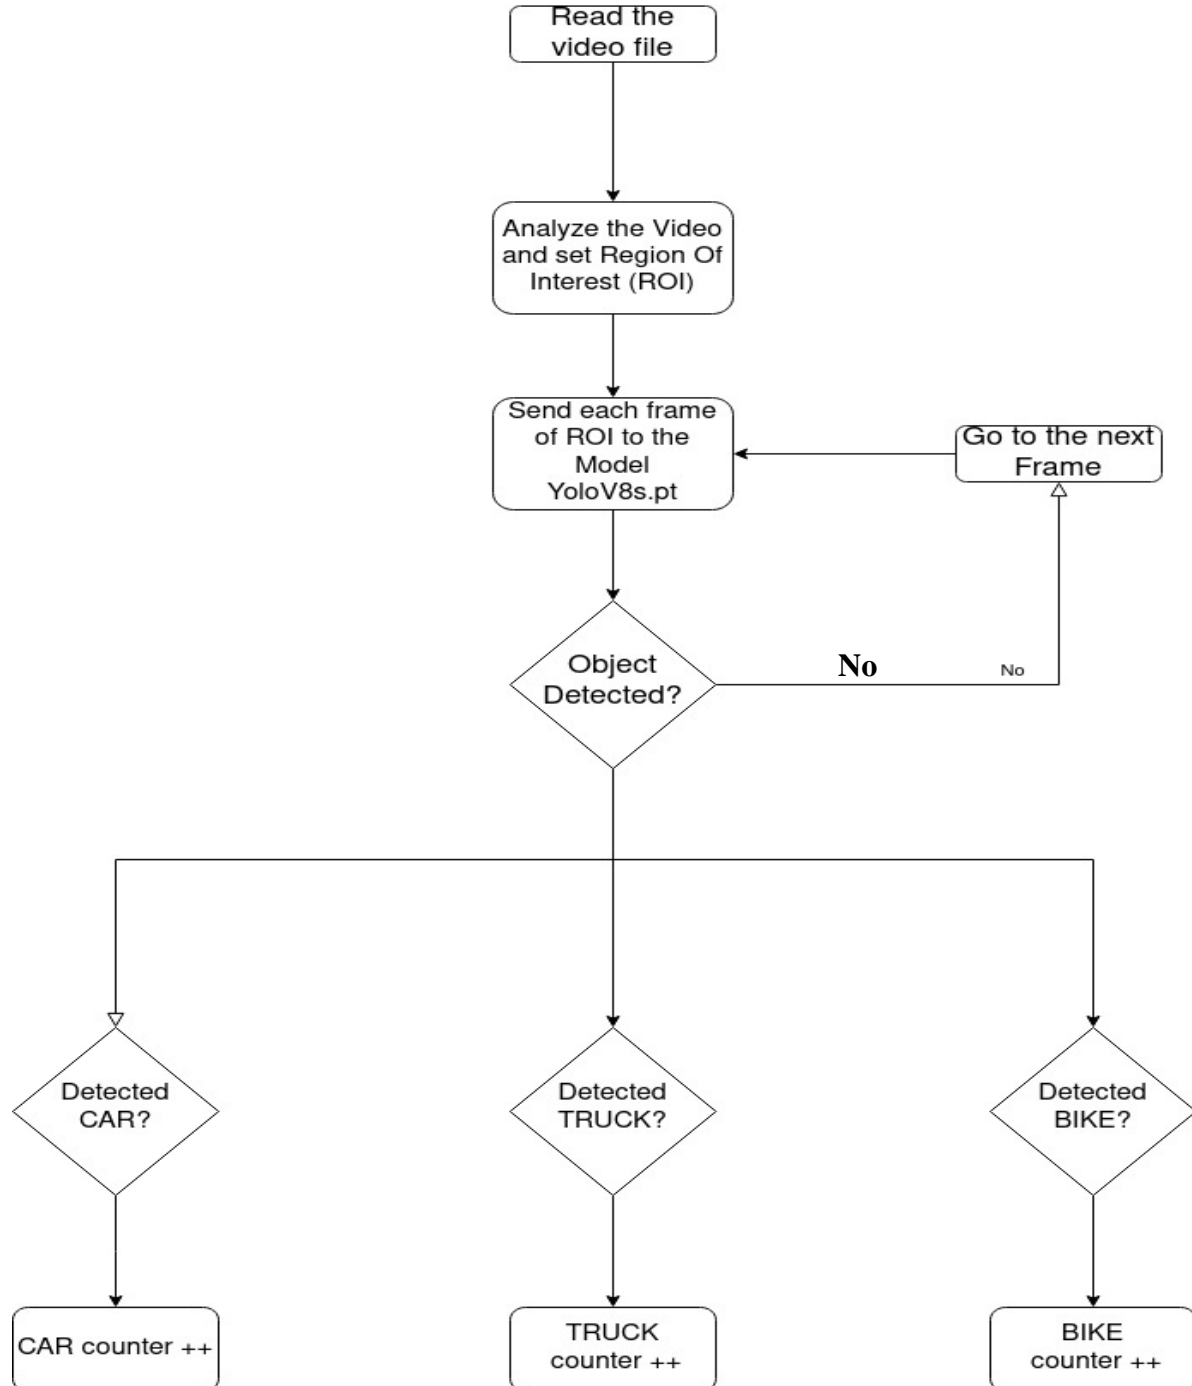 Read the
video file
Analyze the Video
and set Region Of
Interest (ROI)
Send each frame
of ROI to the
Model
YoloV8s.pt
Go to the next
Frame
Object
Detected?
No
No
Detected
CAR?
Detected
TRUCK?
Detected
BIKE?
CAR counter ++
TRUCK
counter ++
BIKE
counter ++